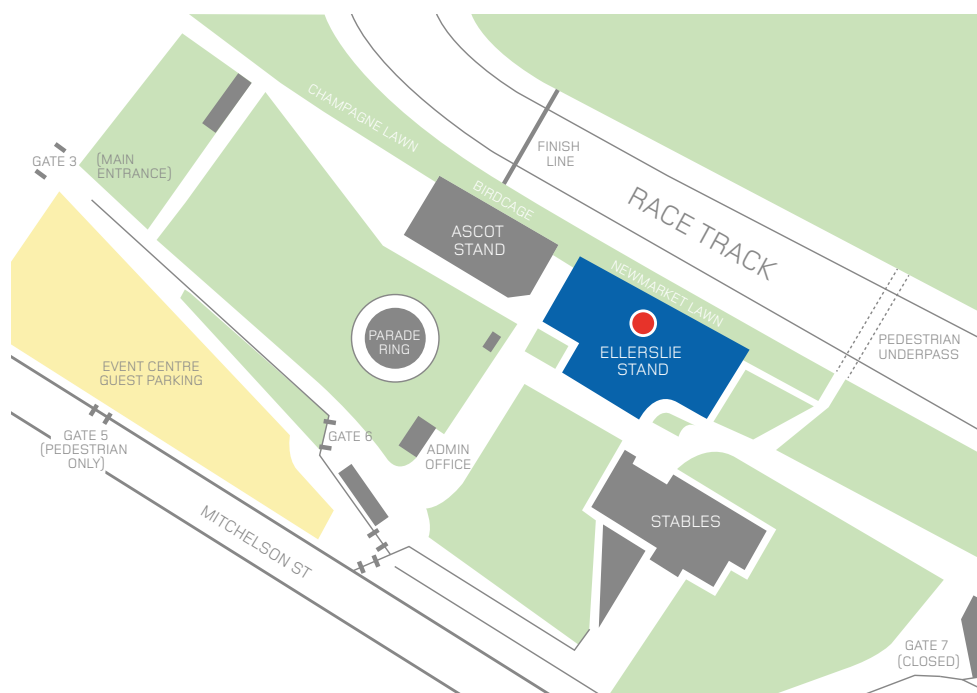 CHAMPAGNE LAWN
FINISH
LINE
GATE 3
(MAIN
ENTRANCE)
BIRDCAGE
RACE TRACK
ASCOT
STAND
NEWMARKET LAWN
PARADE
RING
ELLERSLIE
STAND
PEDESTRIAN
UNDERPASS
EVENT CENTRE
GUEST PARKING
GATE 5
(PEDESTRIAN
ONLY)
GATE 6
ADMIN
OFFICE
MITCHELSON ST
STABLES
GATE 7
(CLOSED)